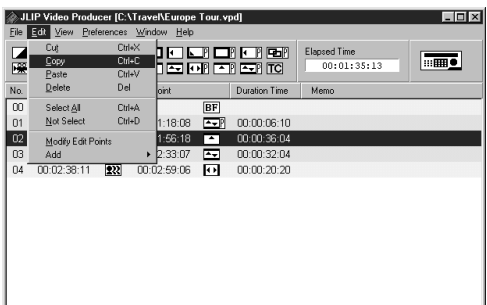 JLIP Video Producer [C:\Travel\Europe Tour.vpd]
File Edit View Preferences Window Help
Cut Ctrl+X
Copy Ctrl+C
Paste Ctrl+V
Delete Del
Select All Ctrl+A
Not Select Ctrl+D
Modify Edit Points
Add
P P P P
P P TC
Elapsed Time
00:01:35:13
No. oint Duration Time Memo
00 BF
01 1:18:08 P 00:00:06:10
02 1:56:18 00:00:36:04
03 2:33:07 00:00:32:04
04 00:02:38:11 00:02:59:06 00:00:20:20